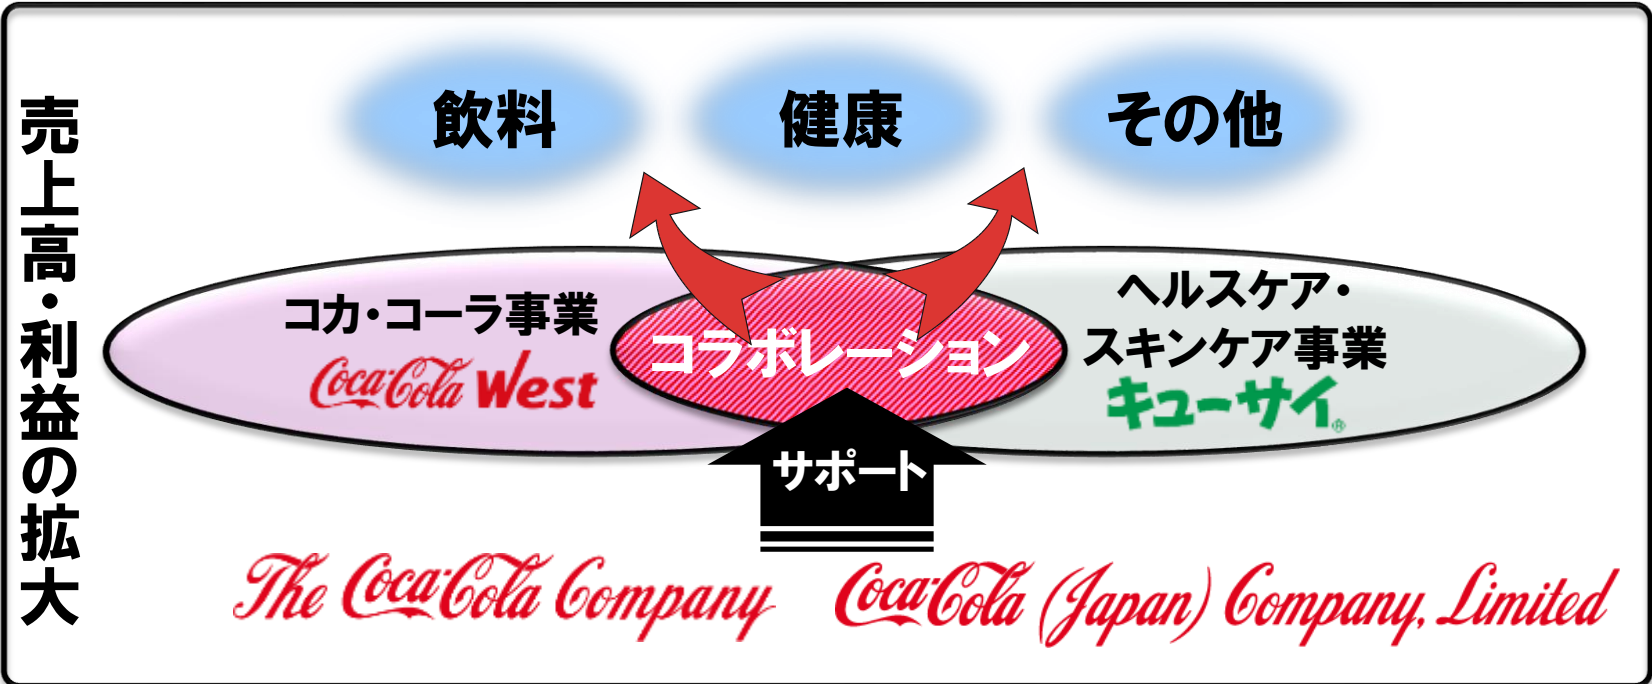 売上高・利益の拡大
飲料
健康
その他
コカ・コーラ事業
Coca-Cola West
コラボレーション
ヘルスケア・
スキンケア事業
キューサイ®
サポート
The Coca-Cola Company
Coca-Cola (Japan) Company, Limited